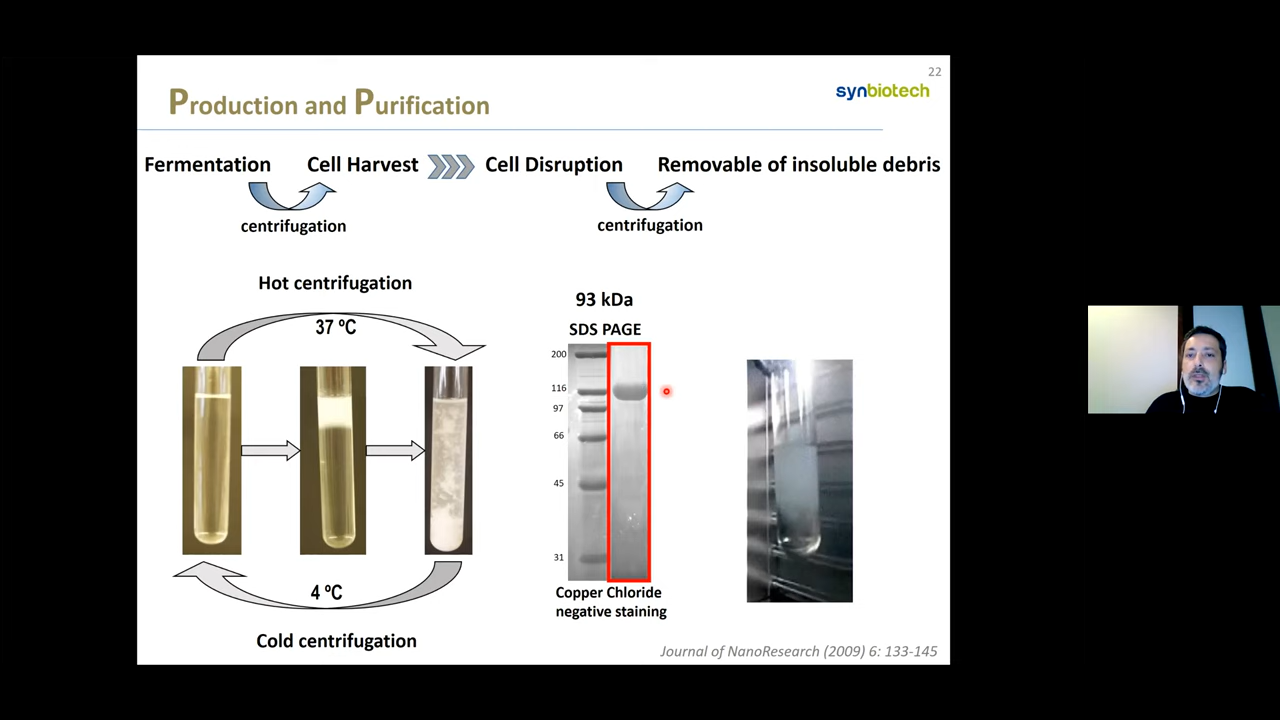 22
synbiotech
Production and Purification
Fermentation Cell Harvest Cell Disruption Removable of insoluble debris
centrifugation centrifugation
Hot centrifugation
37 ºC
93 kDa
SDS PAGE
200
116
97
66
45
31
4 ºC
Cold centrifugation
Copper Chloride
negative staining
Journal of NanoResearch (2009) 6: 133-145